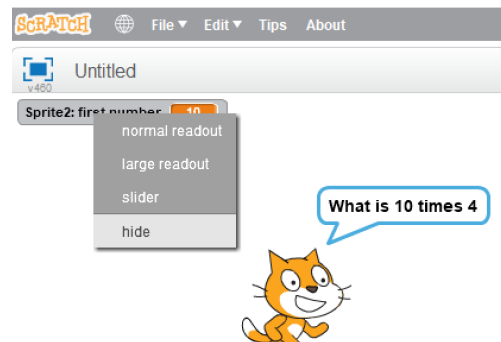 SCRATCH File Edit Tips About
v460 Untitled
Sprite2: first number 10
normal readout
large readout
slider
hide
What is 10 times 4